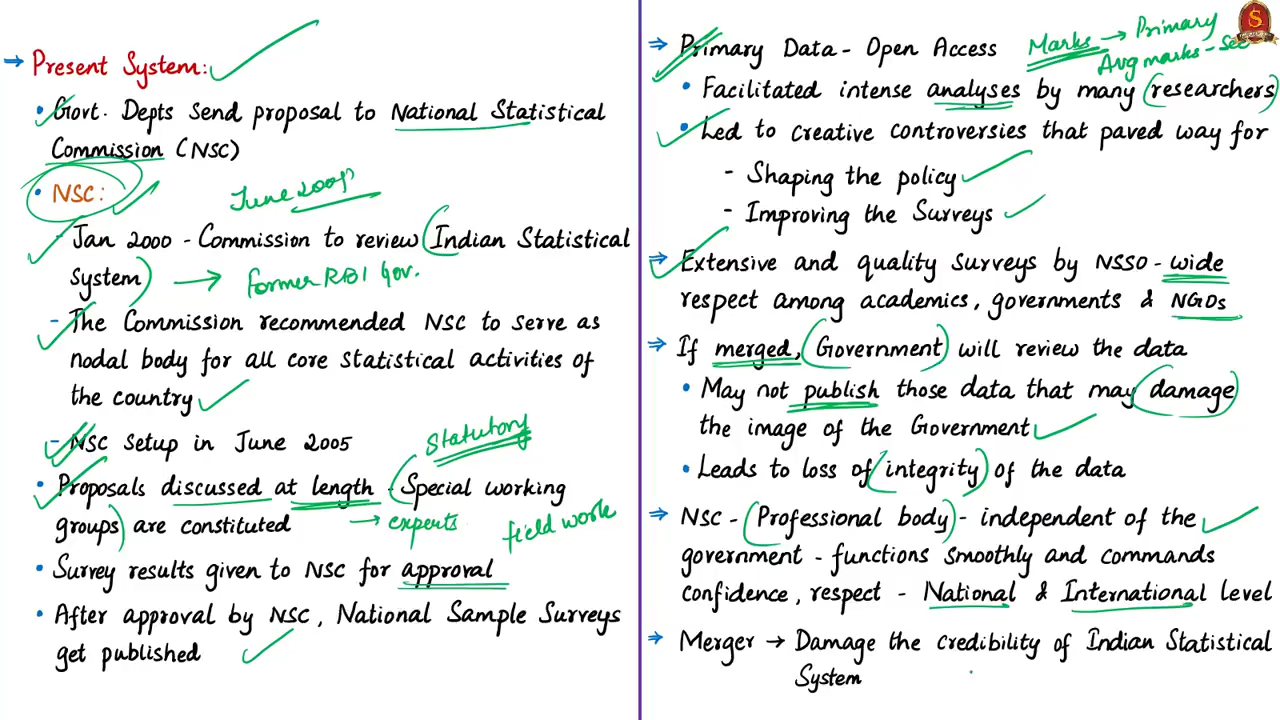 Present System:
Govt. Depts send proposal to National Statistical
Commission (NSC)
NSC:
June 2005
Jan 2000 - Commission to review (Indian Statistical
System) → Former RBI Gov.
- The Commission recommended NSC to serve as
nodal body for all core statistical activities of
the country
- NSC setup in June 2005
Statutory
Proposals discussed at length - (Special working
groups) are constituted → experts field work
Survey results given to NSC for approval
After approval by NSC, National Sample Surveys
get published
Primary Data - Open Access Marks → Primary
Avg marks - Sec
Facilitated intense analyses by many (researchers)
Led to creative controversies that paved way for
- Shaping the policy
- Improving the Surveys
Extensive and quality Surveys by NSSO - wide
respect among academics, governments & NGOs
If merged, (Government) will review the data
May not publish those data that may (damage)
the image of the Government
Leads to loss of (integrity) of the data
NSC - (Professional body) - independent of the
government - functions smoothly and commands
confidence, respect - National & International level
Merger → Damage the credibility of Indian Statistical
System